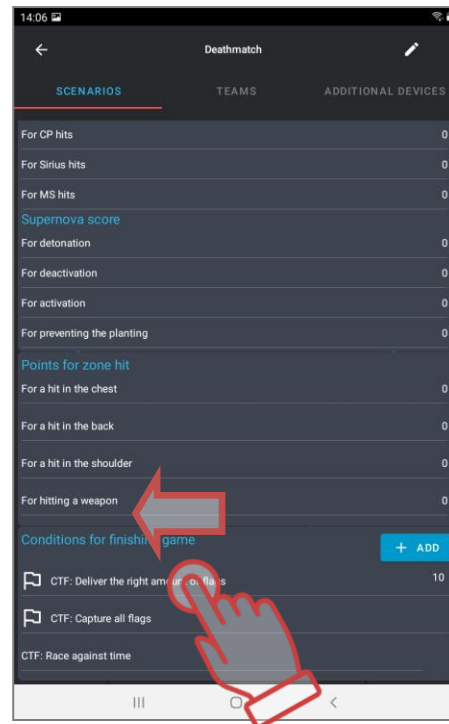 14:06
Deathmatch
SCENARIOS TEAMS ADDITIONAL DEVICES
For CP hits 0
For Sirius hits 0
For MS hits 0
Supernova score
For detonation 0
For deactivation 0
For activation 0
For preventing the planting 0
Points for zone hit
For a hit in the chest 0
For a hit in the back 0
For a hit in the shoulder 0
For hitting a weapon 0
Conditions for finishing game
+ ADD
CTF: Deliver the right amount of flags 10
CTF: Capture all flags
CTF: Race against time